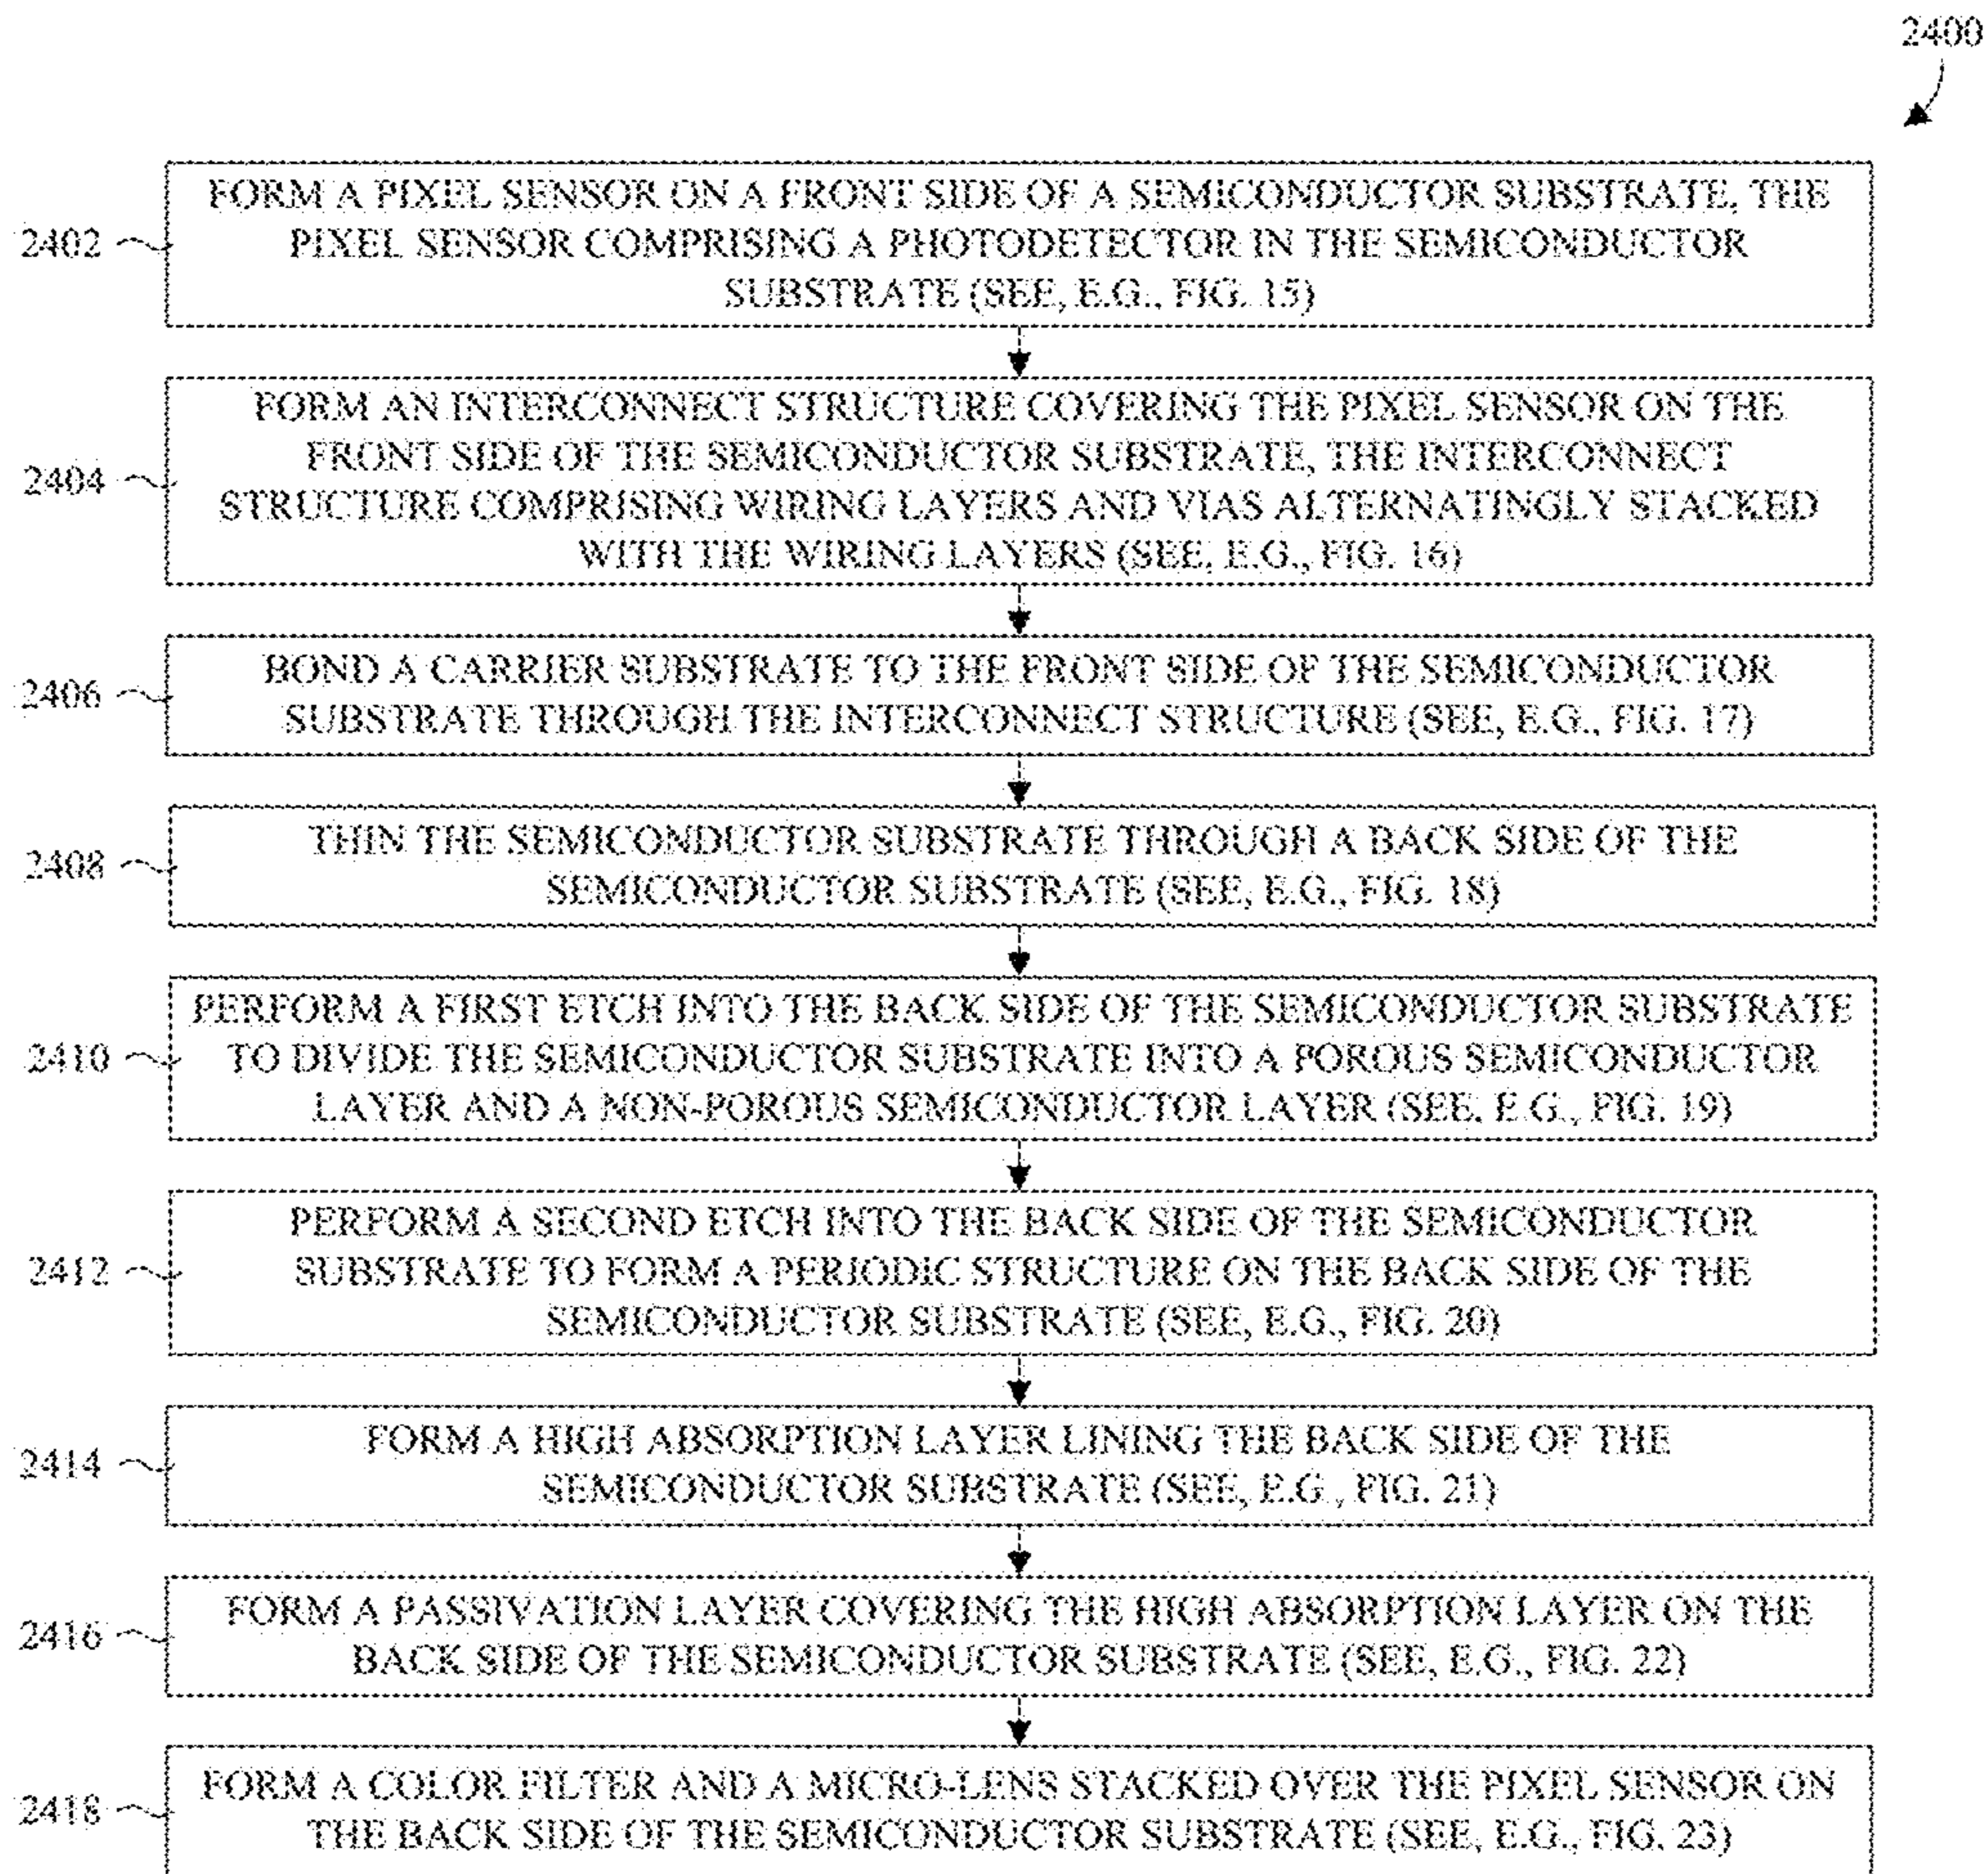 2400
2402
FORM A PIXEL SENSOR ON A FRONT SIDE OF A SEMICONDUCTOR SUBSTRATE, THE
PIXEL SENSOR COMPRISING A PHOTODETECTOR IN THE SEMICONDUCTOR
SUBSTRATE (SEE, E.G., FIG. 15)
2404
FORM AN INTERCONNECT STRUCTURE COVERING THE PIXEL SENSOR ON THE
FRONT SIDE OF THE SEMICONDUCTOR SUBSTRATE, THE INTERCONNECT
STRUCTURE COMPRISING WIRING LAYERS AND VIAS ALTERNATINGLY STACKED
WITH THE WIRING LAYERS (SEE, E.G., FIG. 16)
2406
BOND A CARRIER SUBSTRATE TO THE FRONT SIDE OF THE SEMICONDUCTOR
SUBSTRATE THROUGH THE INTERCONNECT STRUCTURE (SEE, E.G., FIG. 17)
2408
THIN THE SEMICONDUCTOR SUBSTRATE THROUGH A BACK SIDE OF THE
SEMICONDUCTOR SUBSTRATE (SEE, E.G., FIG. 18)
2410
PERFORM A FIRST ETCH INTO THE BACK SIDE OF THE SEMICONDUCTOR SUBSTRATE
TO DIVIDE THE SEMICONDUCTOR SUBSTRATE INTO A POROUS SEMICONDUCTOR
LAYER AND A NON-POROUS SEMICONDUCTOR LAYER (SEE, E.G., FIG. 19)
2412
PERFORM A SECOND ETCH INTO THE BACK SIDE OF THE SEMICONDUCTOR
SUBSTRATE TO FORM A PERIODIC STRUCTURE ON THE BACK SIDE OF THE
SEMICONDUCTOR SUBSTRATE (SEE, E.G., FIG. 20)
2414
FORM A HIGH ABSORPTION LAYER LINING THE BACK SIDE OF THE
SEMICONDUCTOR SUBSTRATE (SEE, E.G., FIG. 21)
2416
FORM A PASSIVATION LAYER COVERING THE HIGH ABSORPTION LAYER ON THE
BACK SIDE OF THE SEMICONDUCTOR SUBSTRATE (SEE, E.G., FIG. 22)
2418
FORM A COLOR FILTER AND A MICRO-LENS STACKED OVER THE PIXEL SENSOR ON
THE BACK SIDE OF THE SEMICONDUCTOR SUBSTRATE (SEE, E.G., FIG. 23)